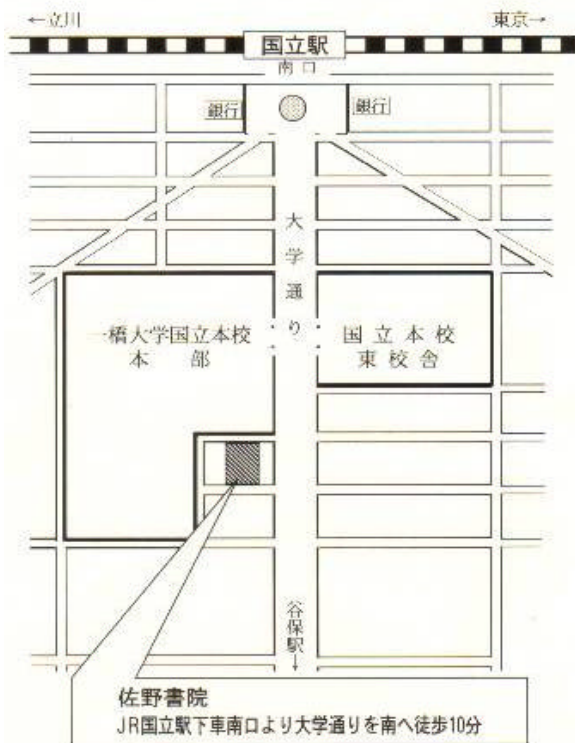 ←立川
東京→
国立駅
南口
銀行
銀行
大学通り
一橋大学国立本校
本部
国立本校
東校舎
谷保駅↓
佐野書院
JR国立駅下車南口より大学通りを南へ徒歩10分